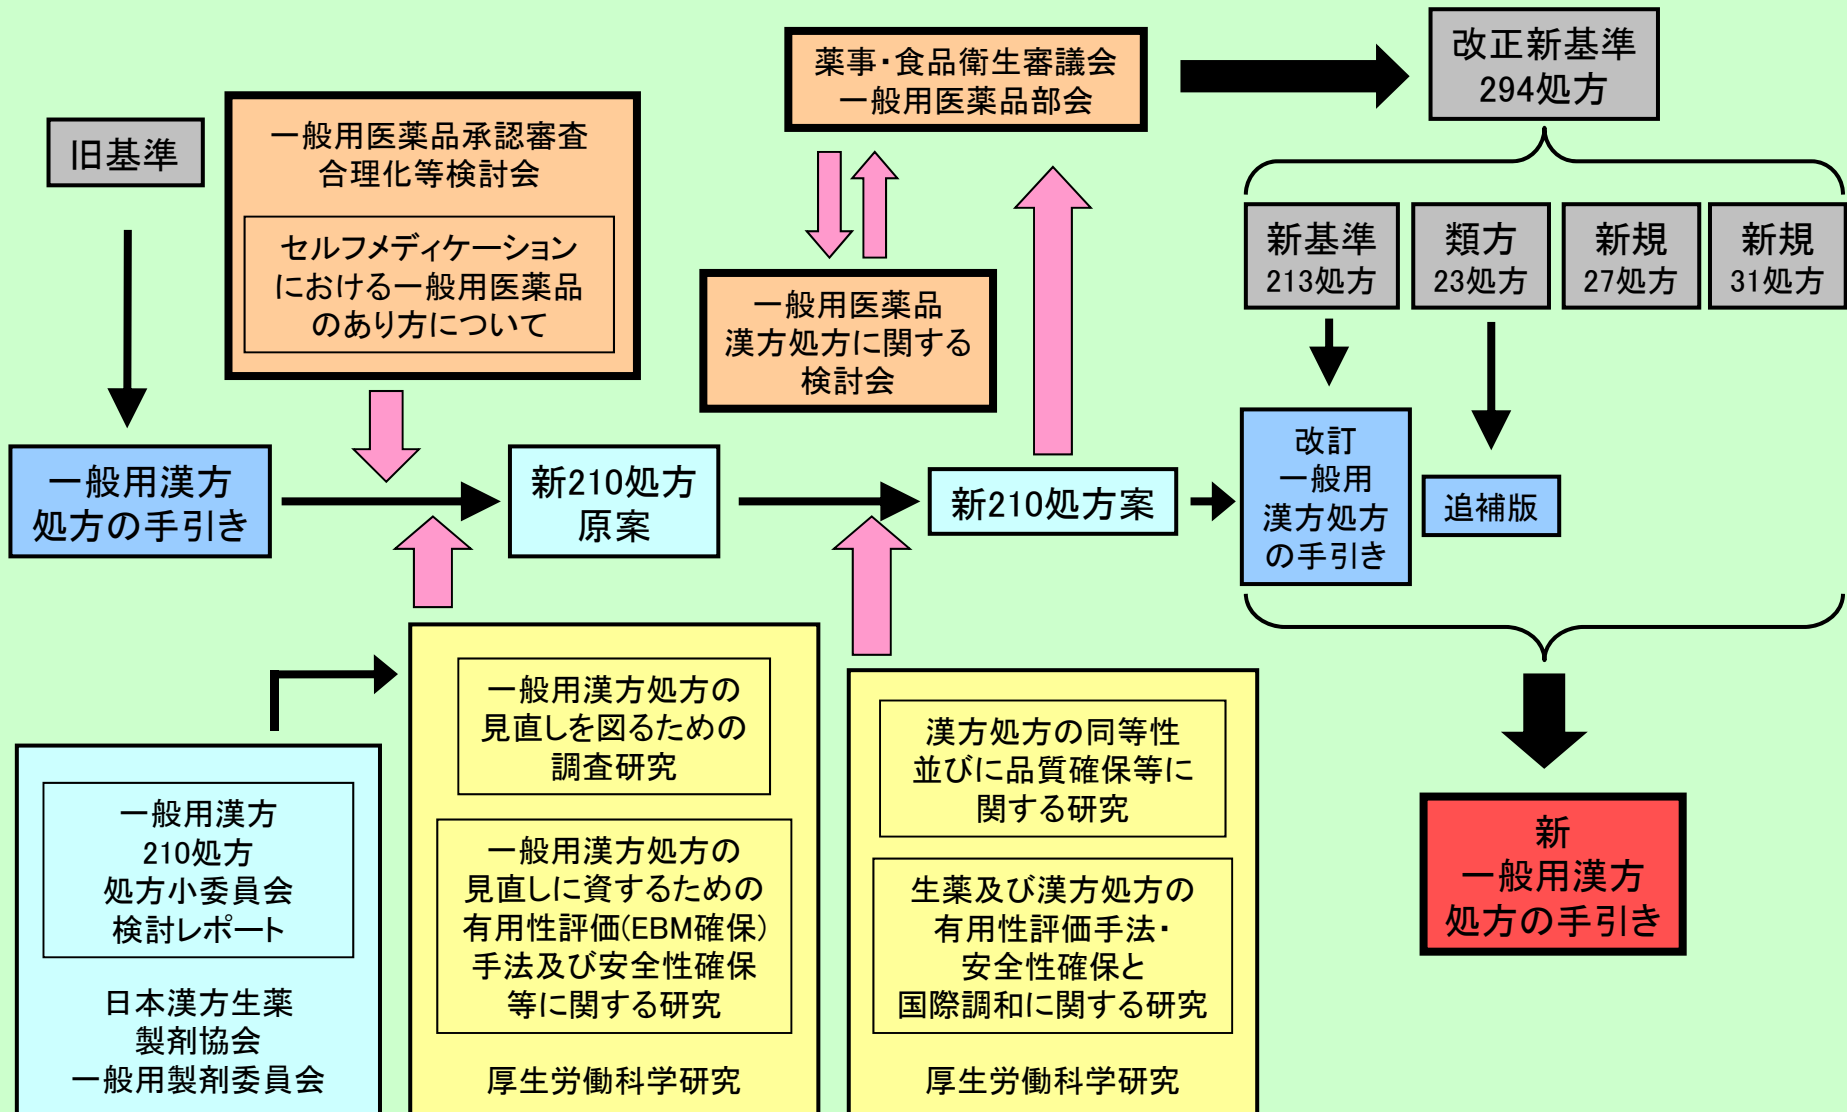 旧基準
一般用医薬品承認審査
合理化等検討会
セルフメディケーション
における一般用医薬品
のあり方について
薬事・食品衛生審議会
一般用医薬品部会
改正新基準
294処方
一般用医薬品
漢方処方に関する
検討会
新基準
213処方
類方
23処方
新規
27処方
新規
31処方
一般用漢方
処方の手引き
新210処方
原案
新210処方案
改訂
一般用
漢方処方
の手引き
追補版
一般用漢方
210処方
処方小委員会
検討レポート
日本漢方生薬
製剤協会
一般用製剤委員会
一般用漢方処方の
見直しを図るための
調査研究
一般用漢方処方の
見直しに資するための
有用性評価(EBM確保)
手法及び安全性確保
等に関する研究
厚生労働科学研究
漢方処方の同等性
並びに品質確保等に
関する研究
生薬及び漢方処方の
有用性評価手法・
安全性確保と
国際調和に関する研究
厚生労働科学研究
新
一般用漢方
処方の手引き